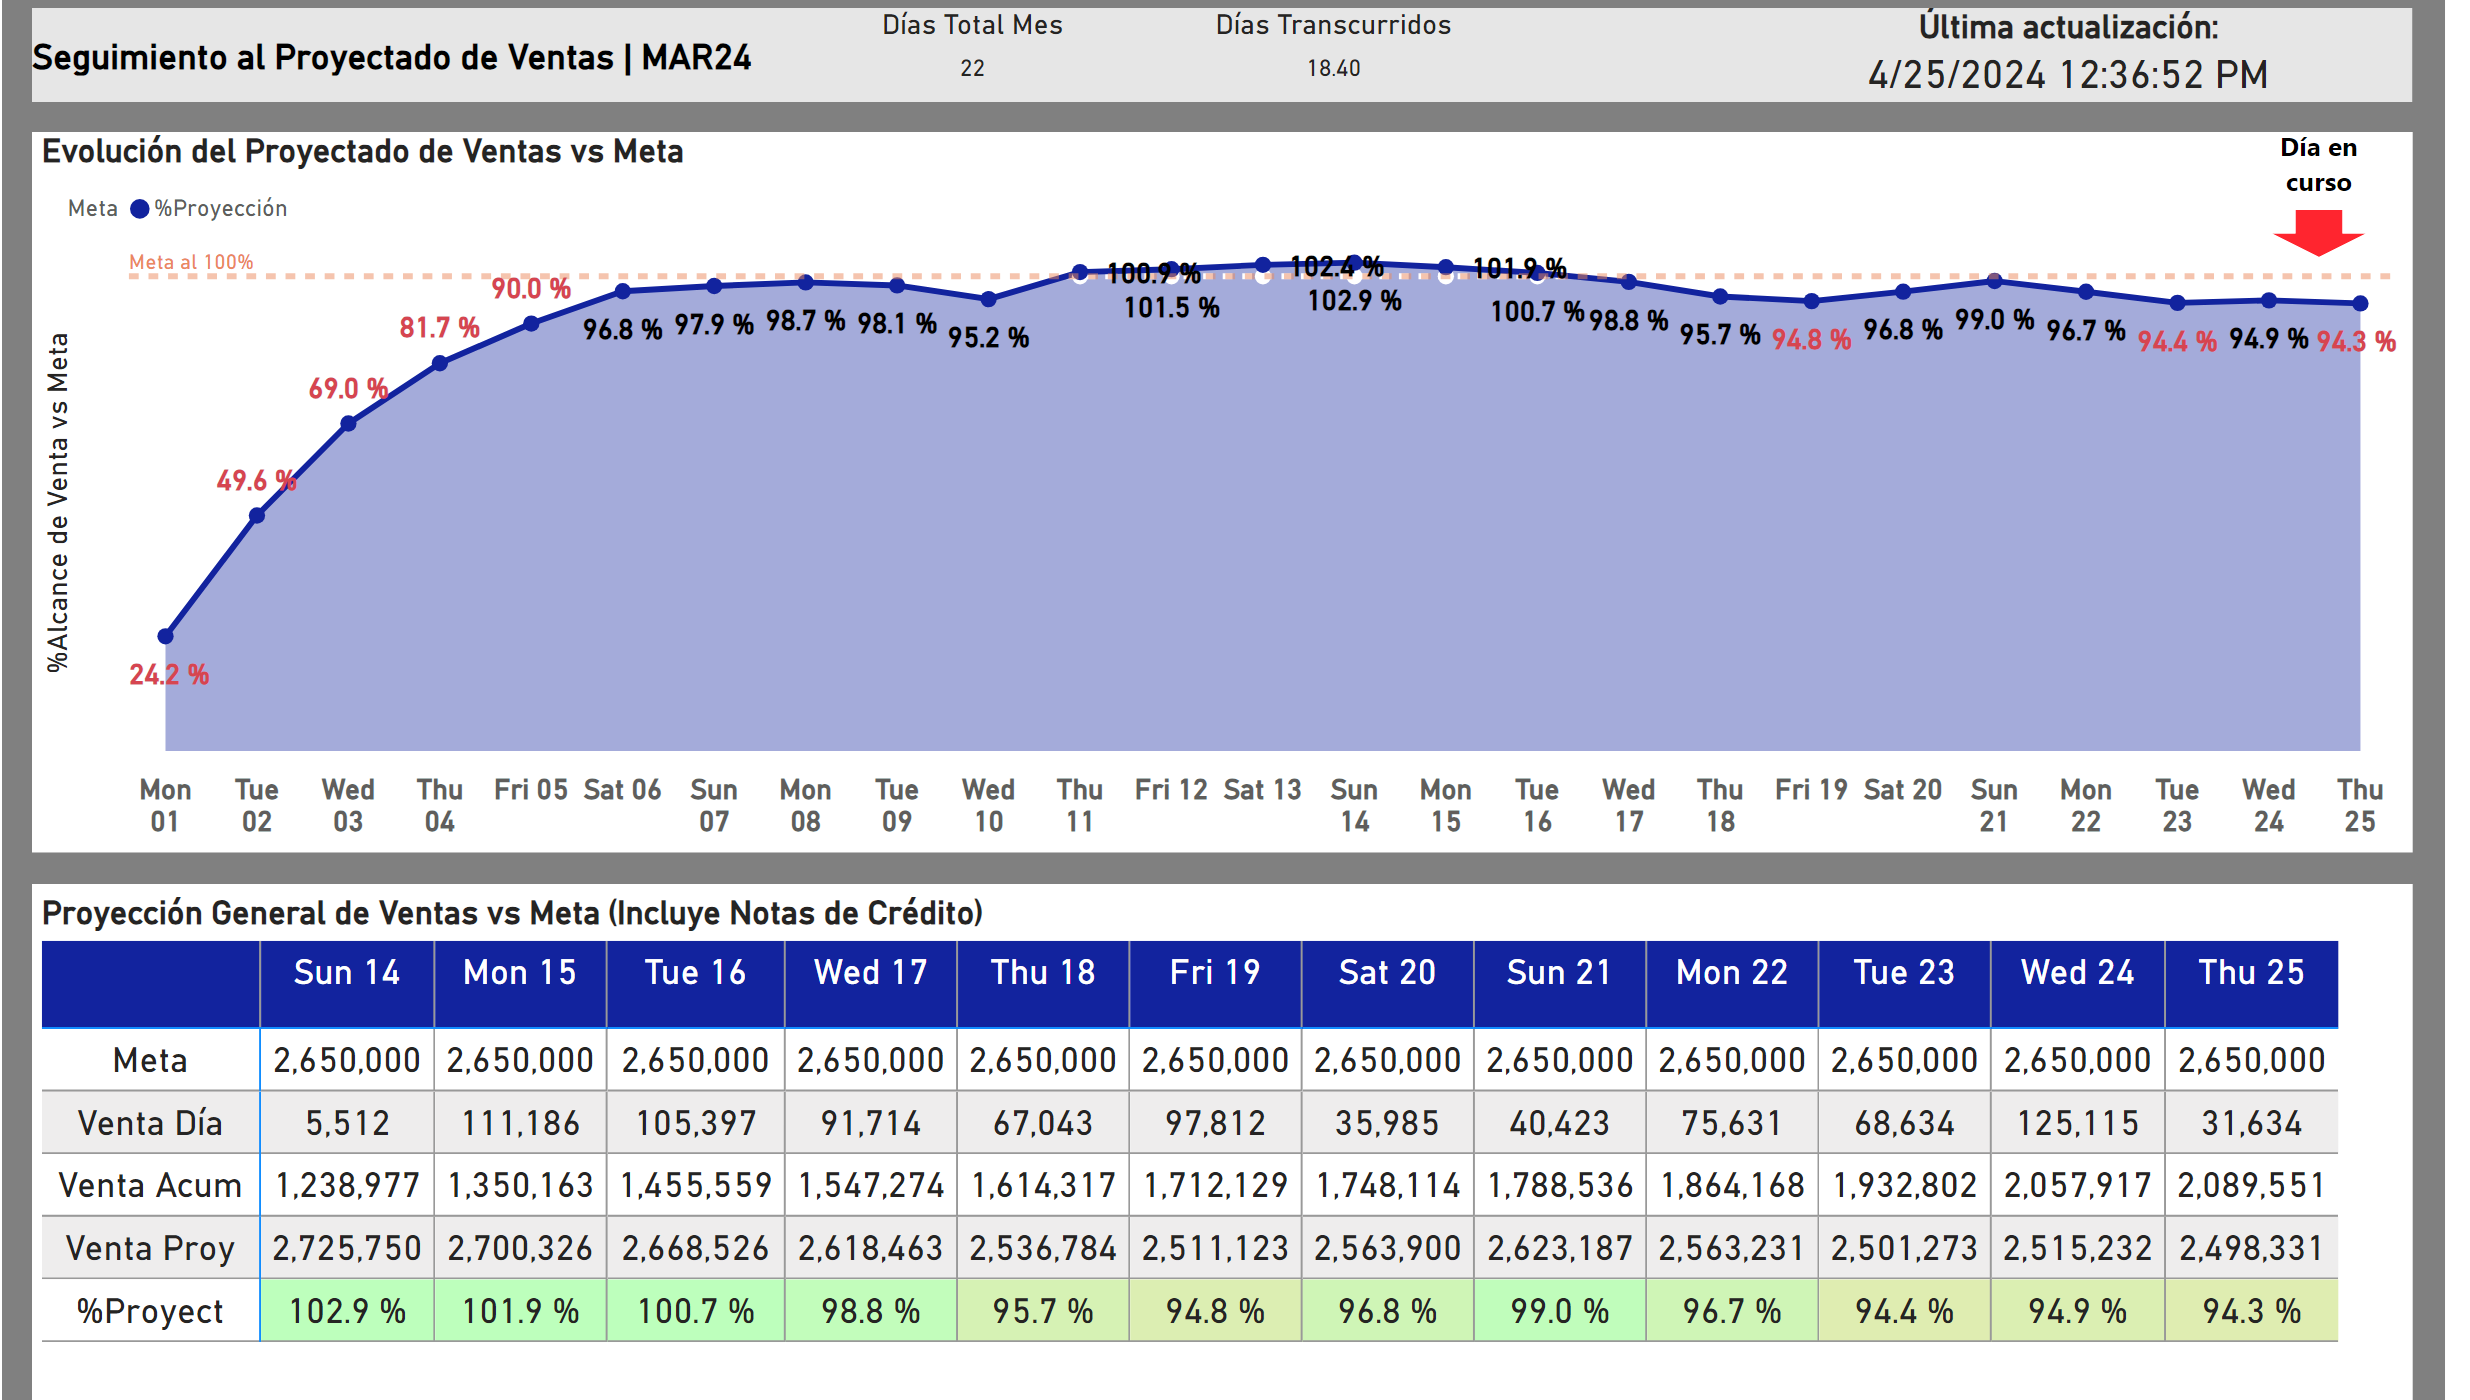 Seguimiento al Proyectado de Ventas | MAR24
Días Total Mes
22
Días Transcurridos
18.40
Última actualización:
4/25/2024 12:36:52 PM
Evolución del Proyectado de Ventas vs Meta
Día en
curso
Meta %Proyección
Meta al 100%
%Alcance de Venta vs Meta
24.2 %
49.6 %
69.0 %
81.7 %
90.0 %
96.8 %
97.9 %
98.7 %
98.1 %
95.2 %
100.9 %
101.5 %
102.4 %
102.9 %
101.9 %
100.7 %
98.8 %
95.7 %
94.8 %
96.8 %
99.0 %
96.7 %
94.4 %
94.9 %
94.3 %
Mon 01
Tue 02
Wed 03
Thu 04
Fri 05
Sat 06
Sun 07
Mon 08
Tue 09
Wed 10
Thu 11
Fri 12
Sat 13
Sun 14
Mon 15
Tue 16
Wed 17
Thu 18
Fri 19
Sat 20
Sun 21
Mon 22
Tue 23
Wed 24
Thu 25
Proyección General de Ventas vs Meta (Incluye Notas de Crédito)
Sun 14 Mon 15 Tue 16 Wed 17 Thu 18 Fri 19 Sat 20 Sun 21 Mon 22 Tue 23 Wed 24 Thu 25
Meta 2,650,000 2,650,000 2,650,000 2,650,000 2,650,000 2,650,000 2,650,000 2,650,000 2,650,000 2,650,000 2,650,000 2,650,000
Venta Día 5,512 111,186 105,397 91,714 67,043 97,812 35,985 40,423 75,631 68,634 125,115 31,634
Venta Acum 1,238,977 1,350,163 1,455,559 1,547,274 1,614,317 1,712,129 1,748,114 1,788,536 1,864,168 1,932,802 2,057,917 2,089,551
Venta Proy 2,725,750 2,700,326 2,668,526 2,618,463 2,536,784 2,511,123 2,563,900 2,623,187 2,563,231 2,501,273 2,515,232 2,498,331
%Proyect 102.9 % 101.9 % 100.7 % 98.8 % 95.7 % 94.8 % 96.8 % 99.0 % 96.7 % 94.4 % 94.9 % 94.3 %